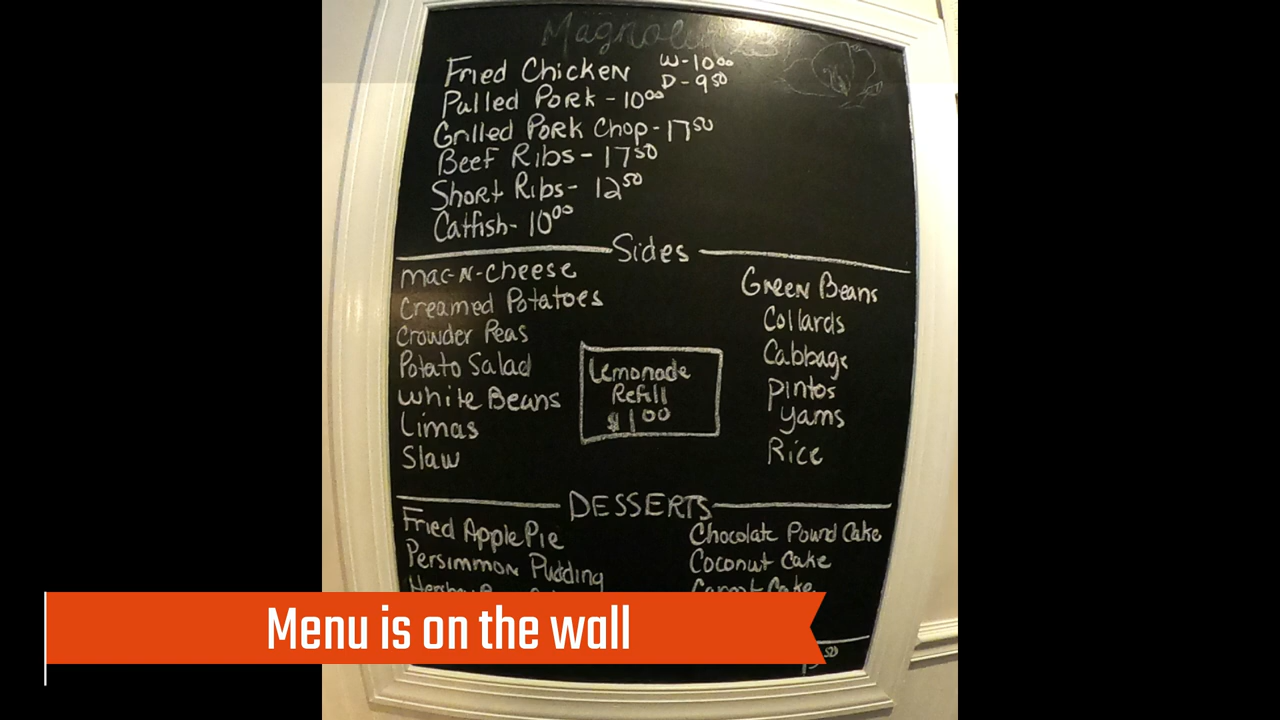 Fried Chicken W-10⁰⁰
D-9⁵⁰
Pulled Pork - 10⁰⁰
Grilled Pork Chop - 17⁵⁰
Beef Ribs - 17⁵⁰
Short Ribs - 12⁵⁰
Catfish - 10⁰⁰
Sides
Mac-N-Cheese
Creamed Potatoes
Crowder Peas
Potato Salad
White Beans
Limas
Slaw
Lemonade
Refill
$1⁰⁰
Green Beans
Collards
Cabbage
Pintos
Yams
Rice
DESSERTS
Fried Apple Pie
Persimmon Pudding
Hershey
Chocolate Pound Cake
Coconut Cake
Carrot Cake
Menu is on the wall